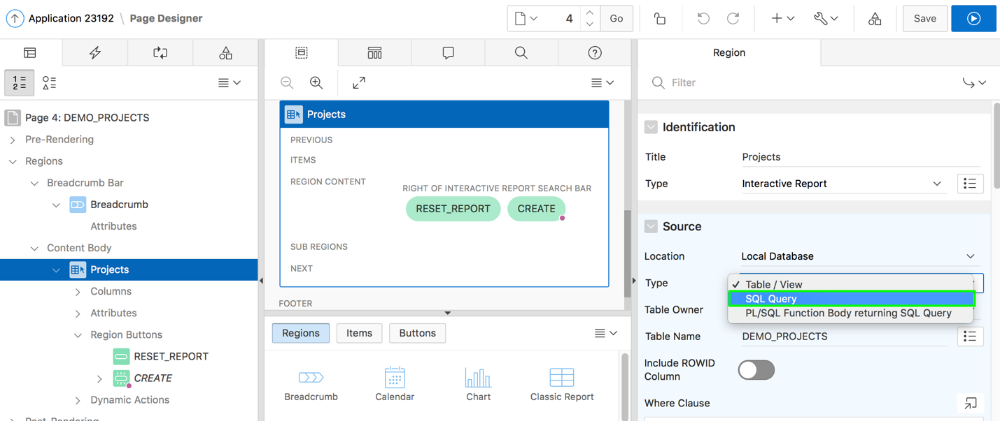 Application 23192 \ Page Designer
4
Go
Save
Region
1 2
Filter
Page 4: DEMO_PROJECTS
Pre-Rendering
Regions
Breadcrumb Bar
Breadcrumb
Attributes
Content Body
Projects
Columns
Attributes
Region Buttons
RESET_REPORT
CREATE
Dynamic Actions
Post-Rendering
Projects
PREVIOUS
ITEMS
REGION CONTENT
RIGHT OF INTERACTIVE REPORT SEARCH BAR
RESET_REPORT CREATE
SUB REGIONS
NEXT
FOOTER
Regions Items Buttons
Breadcrumb Calendar Chart Classic Report
Identification
Title Projects
Type Interactive Report
Source
Location Local Database
Type
Table / View
SQL Query
PL/SQL Function Body returning SQL Query
Table Owner
Table Name DEMO_PROJECTS
Include ROWID
Column
Where Clause